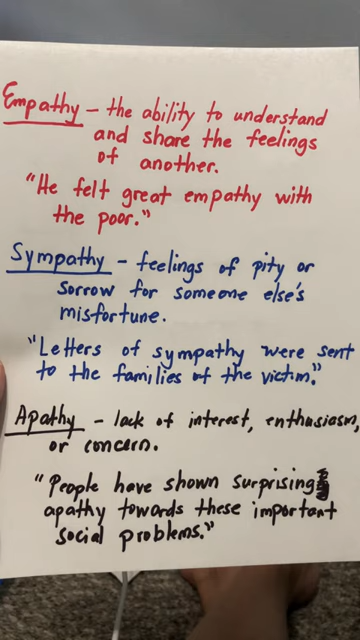 Empathy - the ability to understand
and share the feelings
of another.
"He felt great empathy with
the poor."
Sympathy - feelings of pity or
sorrow for someone else's
misfortune.
"Letters of sympathy were sent
to the families of the victim."
Apathy - lack of interest, enthusiasm,
or concern.
"People have shown surprising
apathy towards these important
social problems."